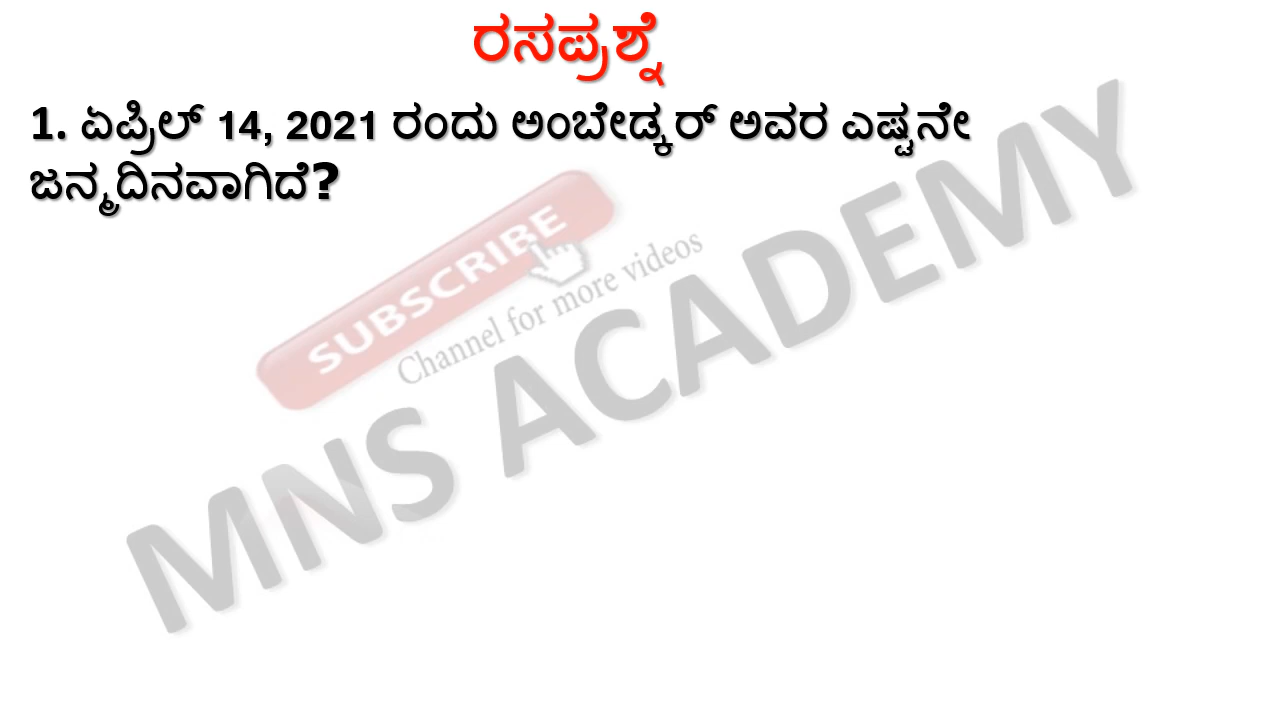 ರಸಪ್ರಶ್ನೆ
1. ಏಪ್ರಿಲ್ 14, 2021 ರಂದು ಅಂಬೇಡ್ಕರ್ ಅವರ ಎಷ್ಟನೇ
ಜನ್ಮದಿನವಾಗಿದೆ?
SUBSCRIBE
Channel for more videos
MNS ACADEMY